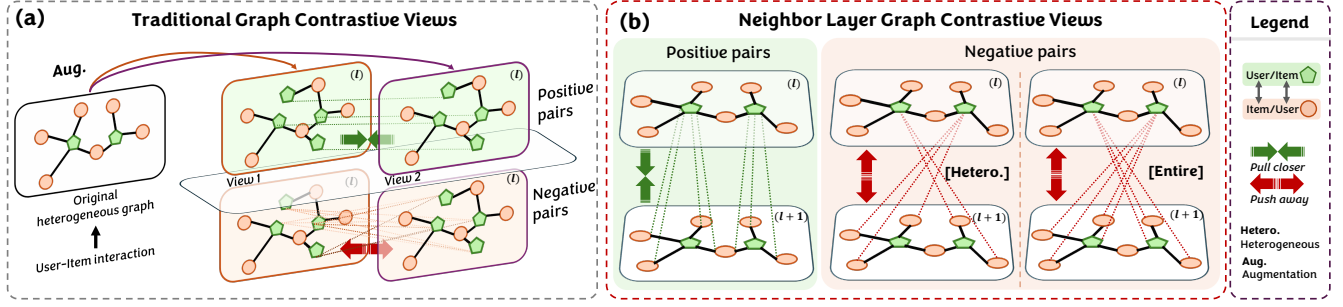 (a)
Traditional Graph Contrastive Views
Aug.
(l)
(l)
Positive
pairs
View 1
View 2
(l)
(l)
Negative
pairs
Original
heterogeneous graph
User-Item interaction
(b)
Neighbor Layer Graph Contrastive Views
Positive pairs
Negative pairs
(l)
(l)
(l)
[Hetero.]
[Entire]
(l + 1)
(l + 1)
(l + 1)
Legend
User/Item
Item/User
Pull closer
Push away
Hetero.
Heterogeneous
Aug.
Augmentation